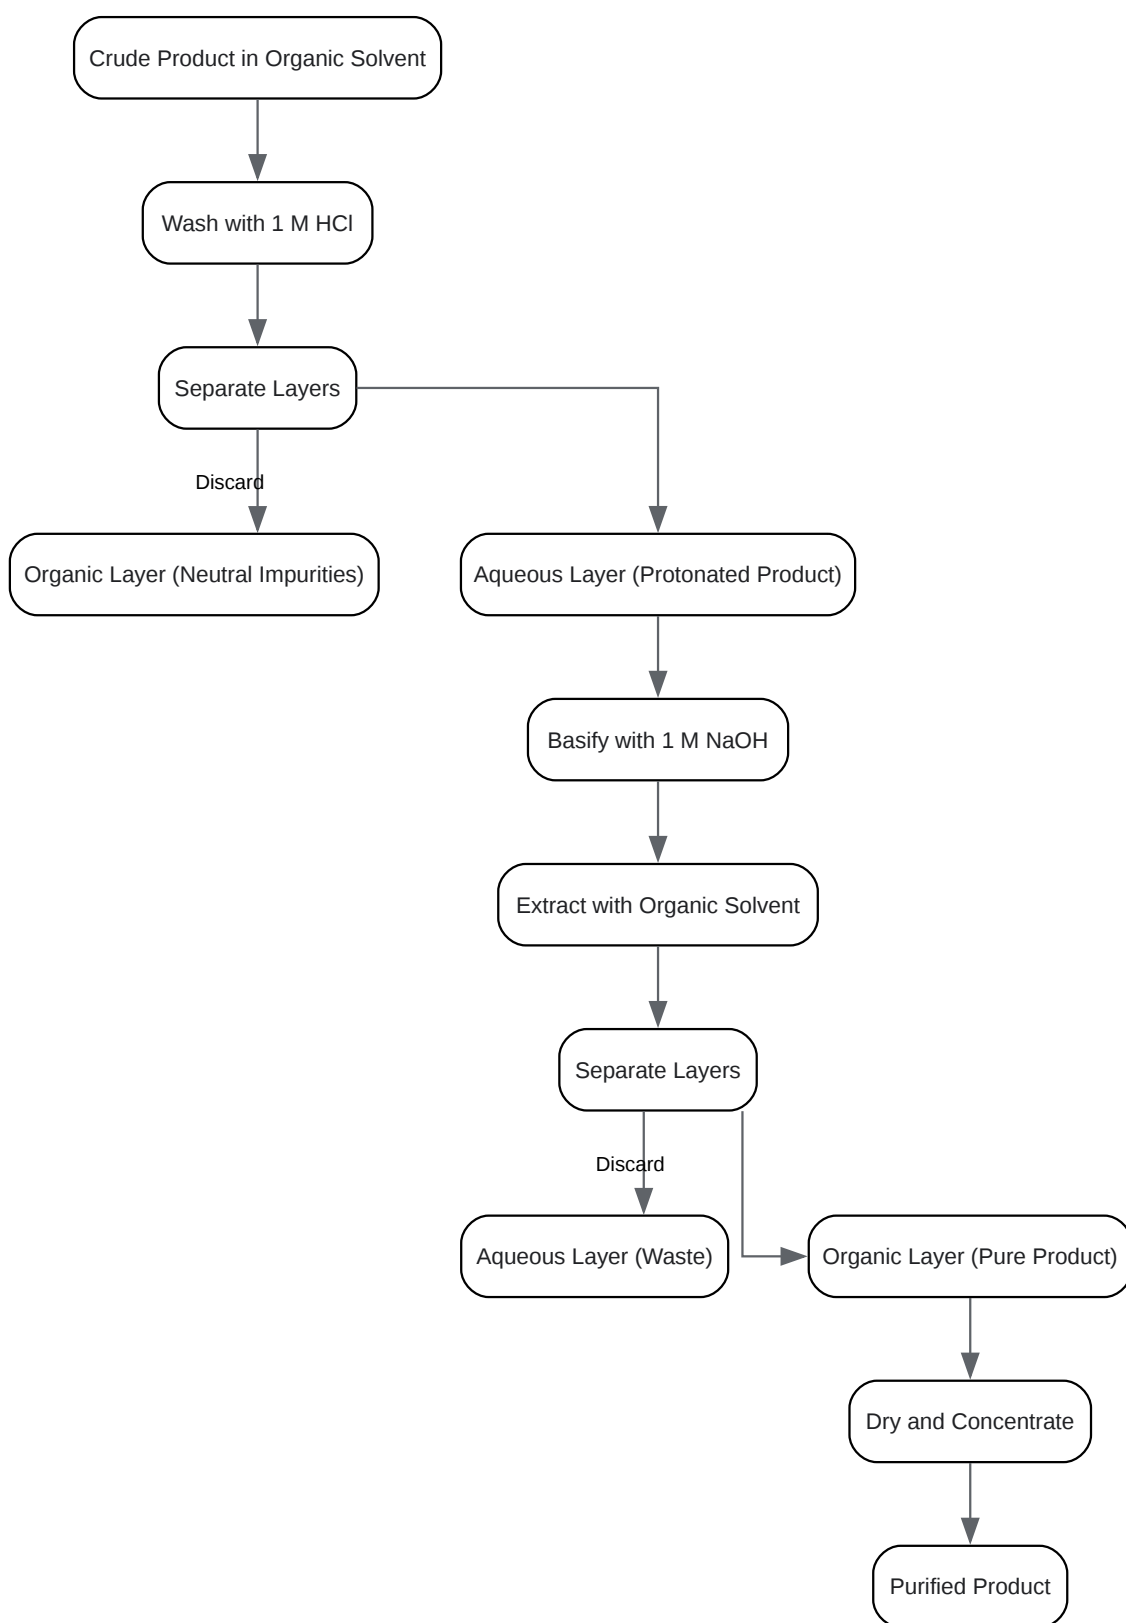 Crude Product in Organic Solvent
Wash with 1 M HCl
Separate Layers
Discard
Organic Layer (Neutral Impurities)
Aqueous Layer (Protonated Product)
Basify with 1 M NaOH
Extract with Organic Solvent
Separate Layers
Discard
Aqueous Layer (Waste)
Organic Layer (Pure Product)
Dry and Concentrate
Purified Product